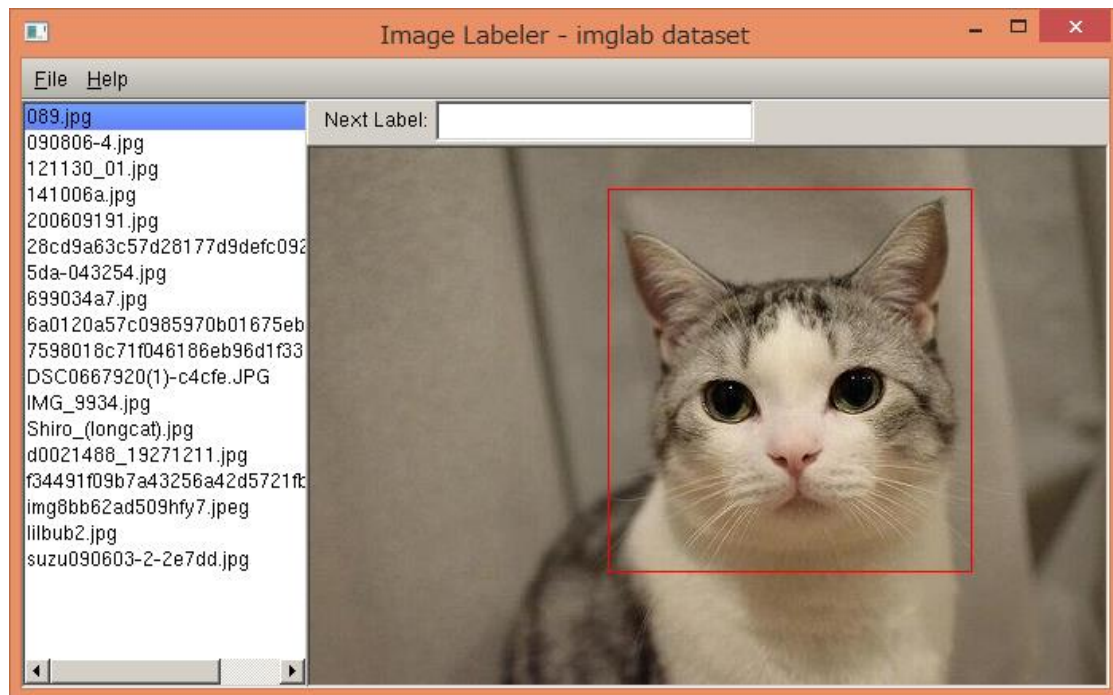 Image Labeler - imglab dataset
File Help
089.jpg
Next Label:
090806-4.jpg
121130_01.jpg
141006a.jpg
200609191.jpg
28cd9a63c57d28177d9defc092
5da-043254.jpg
699034a7.jpg
6a0120a57c0985970b01675eb
7598018c71f046186eb96d1f33
DSC0667920(1)-c4cfe.JPG
IMG_9934.jpg
Shiro_(longcat).jpg
d0021488_19271211.jpg
f34491f09b7a43256a42d5721fb
img8bb62ad509hfy7.jpeg
lilbub2.jpg
suzu090603-2-2e7dd.jpg